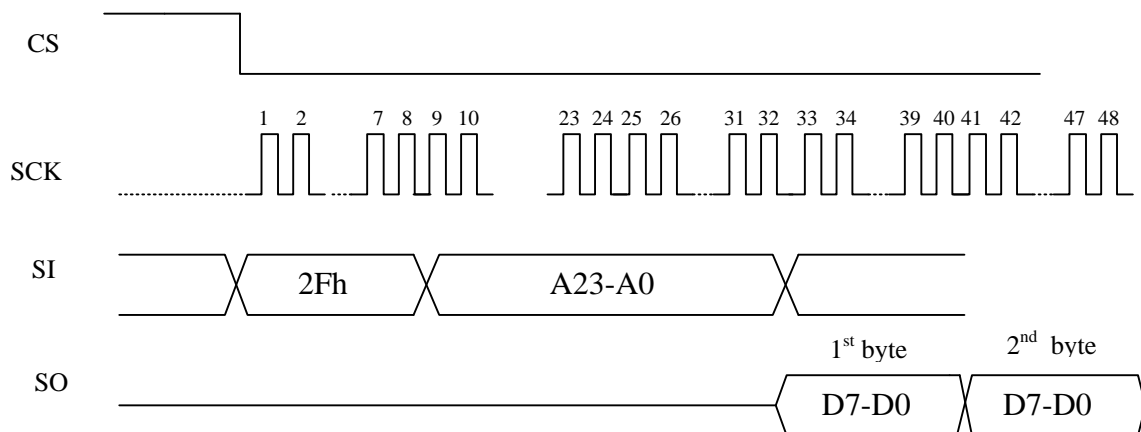 CS
1 2 7 8 9 10 23 24 25 26 31 32 33 34 39 40 41 42 47 48
SCK
SI 2Fh A23-A0
1st byte 2nd byte
SO D7-D0 D7-D0